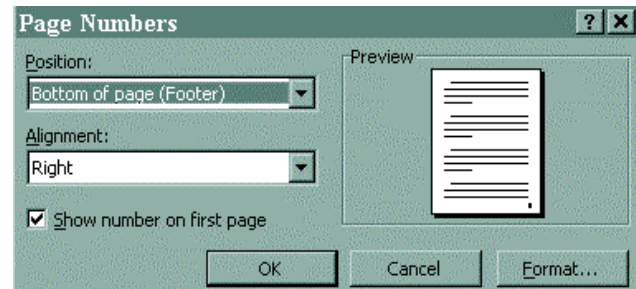 Page Numbers
Position:
Bottom of page (Footer)
Alignment:
Right
Show number on first page
Preview
OK
Cancel
Format...